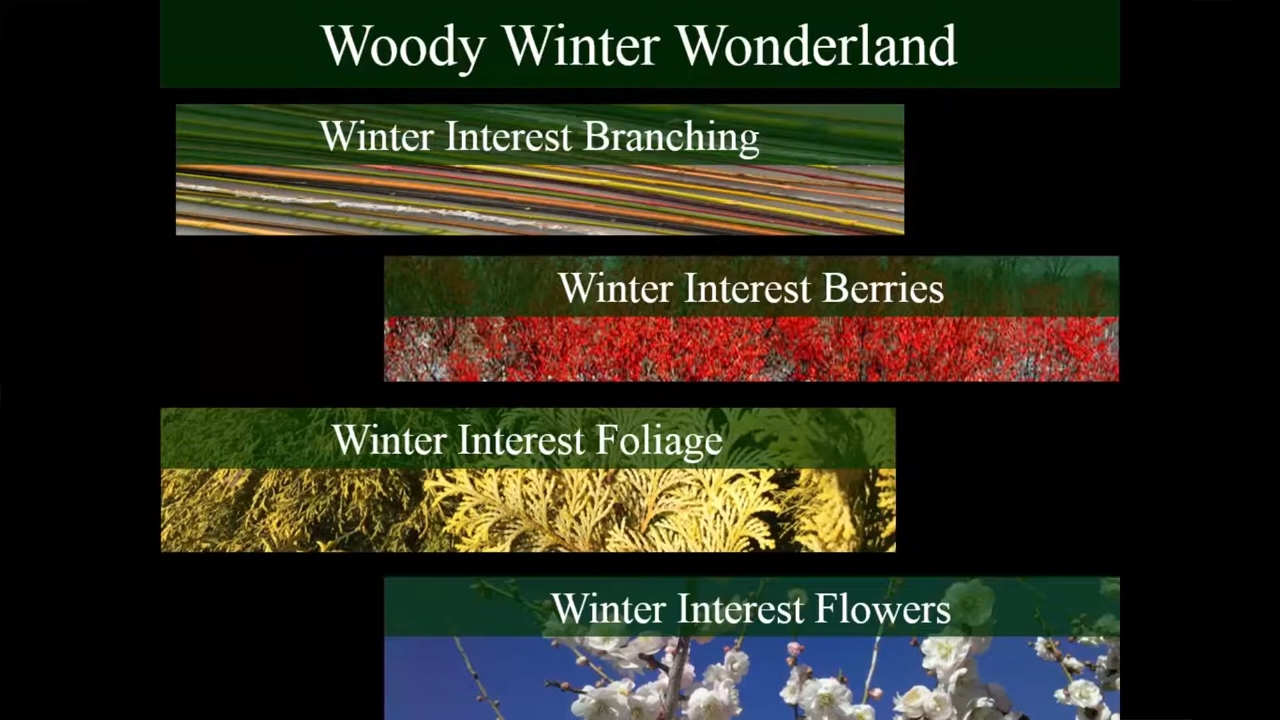 Woody Winter Wonderland
Winter Interest Branching
Winter Interest Berries
Winter Interest Foliage
Winter Interest Flowers